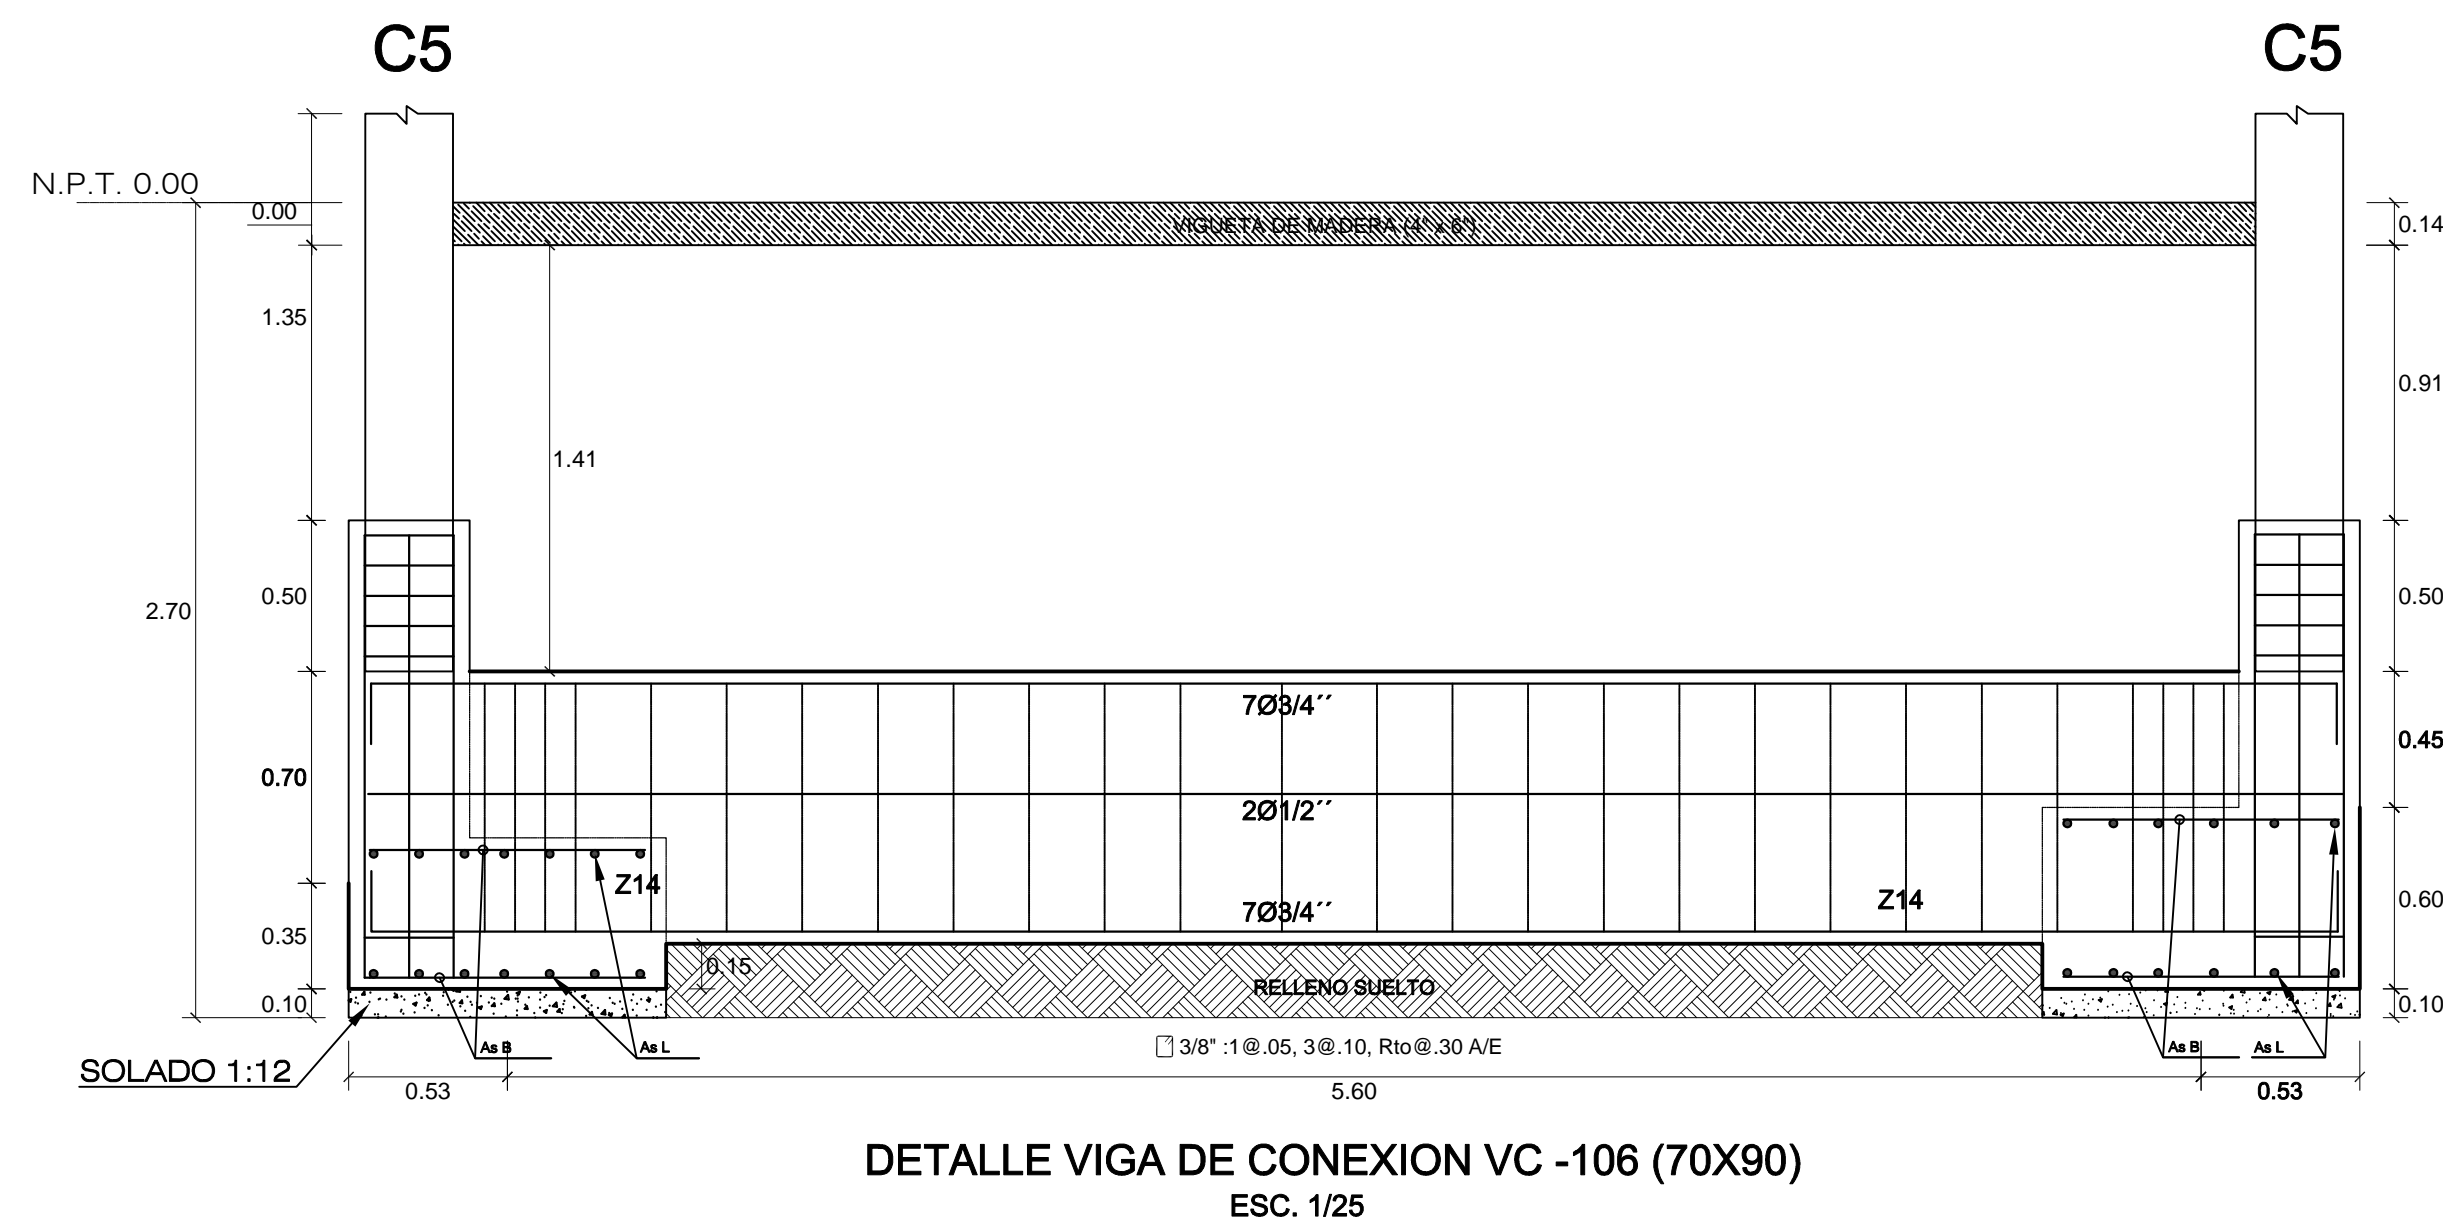 C5
C5
N.P.T. 0.00
0.00
VIGUETA DE MADERA (4" x 6")
0.14
1.35
0.91
1.41
0.50
0.50
2.70
7Ø3/4´´
0.70
0.45
2Ø1/2´´
Z14
Z14
0.60
7Ø3/4´´
0.35
0.15
RELLENO SUELTO
0.10
0.10
As B
As L
3/8" :1@.05, 3@.10, Rto@.30 A/E
As B
As L
SOLADO 1:12
0.53
5.60
0.53
DETALLE VIGA DE CONEXION VC -106 (70X90)
ESC. 1/25